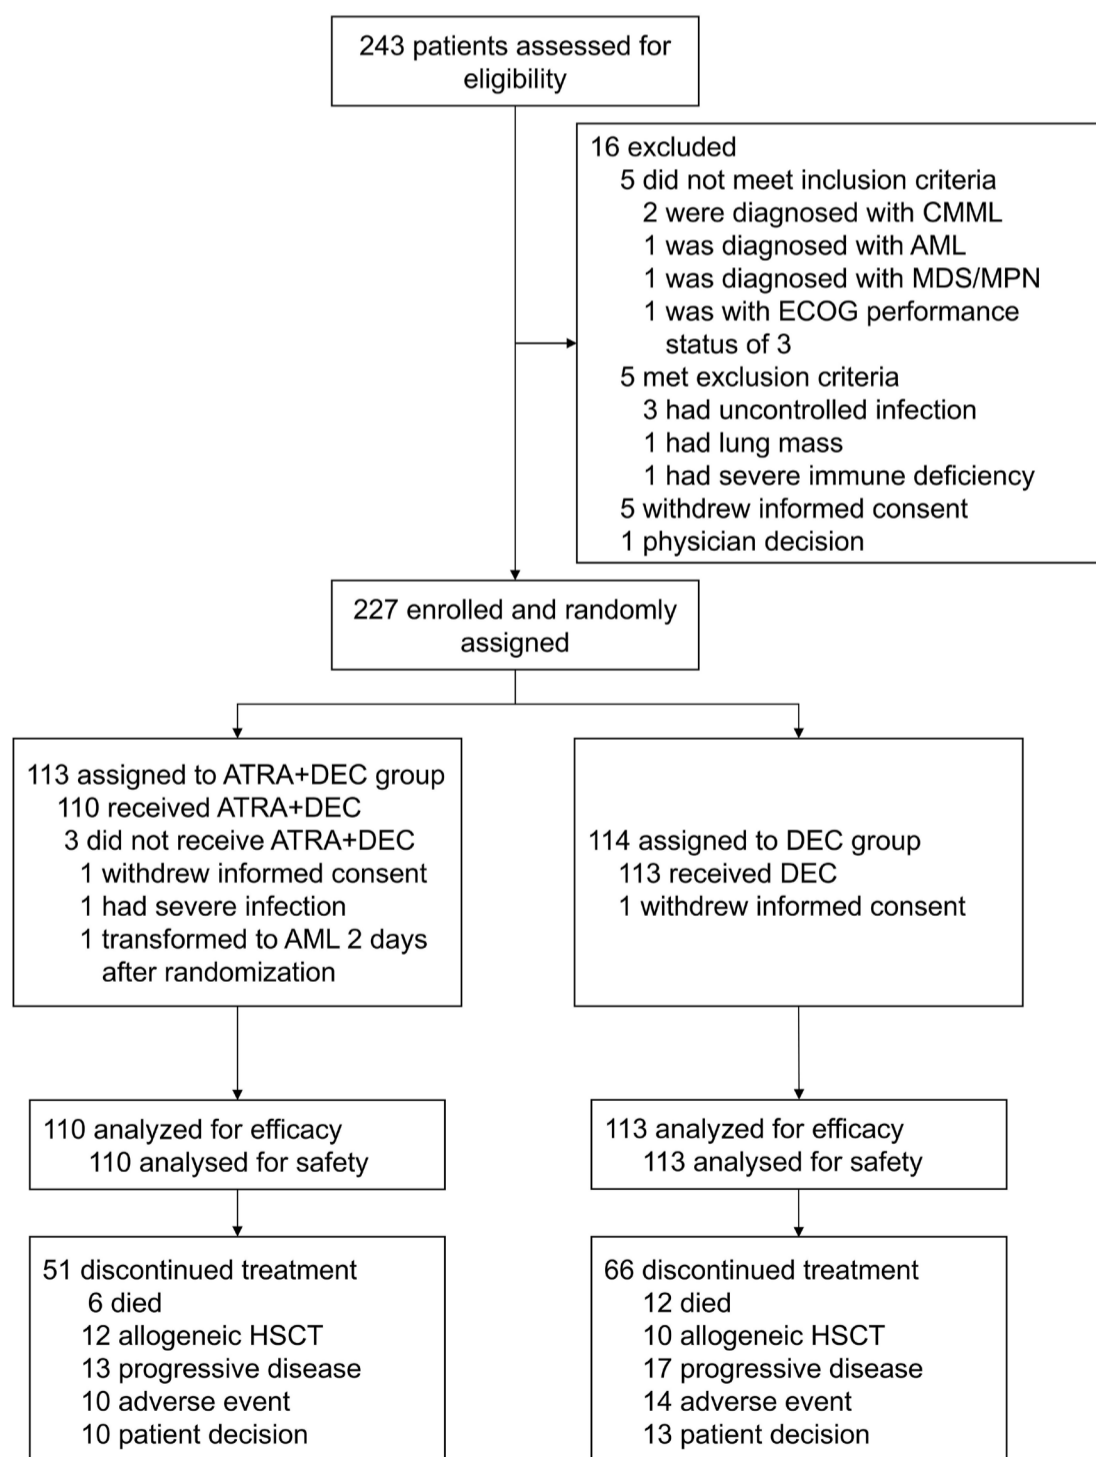 243 patients assessed for
eligibility
16 excluded
5 did not meet inclusion criteria
2 were diagnosed with CMML
1 was diagnosed with AML
1 was diagnosed with MDS/MPN
1 was with ECOG performance
status of 3
5 met exclusion criteria
3 had uncontrolled infection
1 had lung mass
1 had severe immune deficiency
5 withdrew informed consent
1 physician decision
227 enrolled and randomly
assigned
113 assigned to ATRA+DEC group
110 received ATRA+DEC
3 did not receive ATRA+DEC
1 withdrew informed consent
1 had severe infection
1 transformed to AML 2 days
after randomization
114 assigned to DEC group
113 received DEC
1 withdrew informed consent
110 analyzed for efficacy
110 analysed for safety
113 analyzed for efficacy
113 analysed for safety
51 discontinued treatment
6 died
12 allogeneic HSCT
13 progressive disease
10 adverse event
10 patient decision
66 discontinued treatment
12 died
10 allogeneic HSCT
17 progressive disease
14 adverse event
13 patient decision